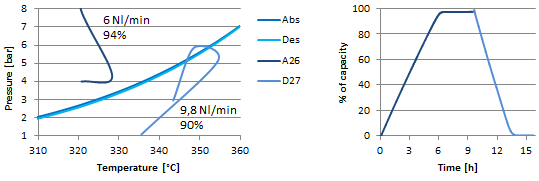 8
7
6
5
4
3
2
1
Pressure [bar]
6 Nl/min
94%
9,8 Nl/min
90%
310
320
330
340
350
360
Temperature [°C]
Abs
Des
A26
D27
100
80
60
40
20
0
% of capacity
0
3
6
9
12
15
Time [h]